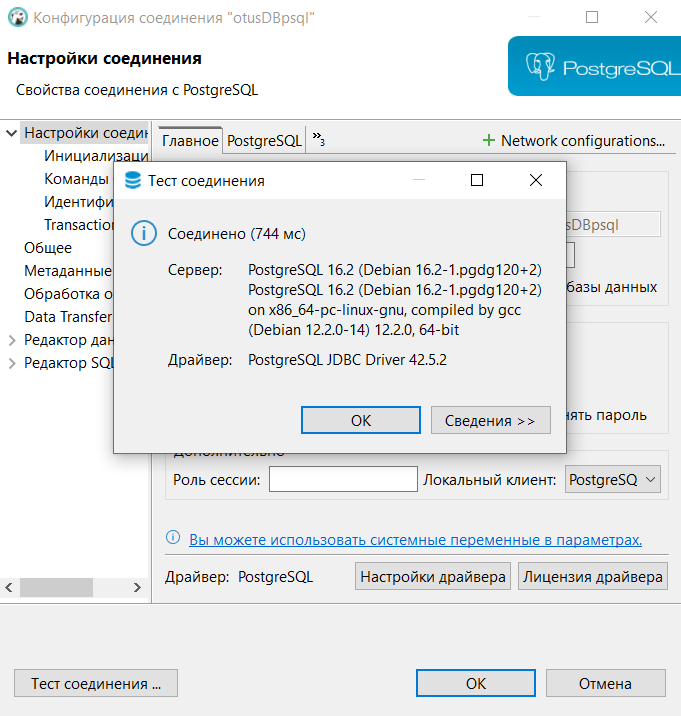 Конфигурация соединения "otusDBpsql"
Настройки соединения
Свойства соединения с PostgreSQL
PostgreSQL
Настройки соедин
Инициализаци
Команды
Идентифи
Transaction
Общее
Метаданные
Обработка о
Data Transfer
Редактор дан
Редактор SQL
Главное
PostgreSQL
»3
Network configurations...
sDBpsql
базы данных
нять пароль
Тест соединения
Соединено (744 мс)
Сервер:
PostgreSQL 16.2 (Debian 16.2-1.pgdg120+2)
PostgreSQL 16.2 (Debian 16.2-1.pgdg120+2)
on x86_64-pc-linux-gnu, compiled by gcc
(Debian 12.2.0-14) 12.2.0, 64-bit
Драйвер:
PostgreSQL JDBC Driver 42.5.2
OK
Сведения >>
Дополнительно
Роль сессии:
Локальный клиент:
PostgreSQ
Вы можете использовать системные переменные в параметрах.
Драйвер: PostgreSQL
Настройки драйвера
Лицензия драйвера
Тест соединения ...
OK
Отмена